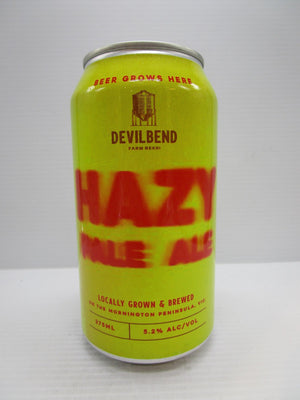 BEER GROWS HERE
DEVILBEND
FARM BEER!
HAZY
PALE ALE
LOCALLY GROWN & BREWED
ON THE MORNINGTON PENINSULA, VIC
375ML
5.2% ALC/VOL